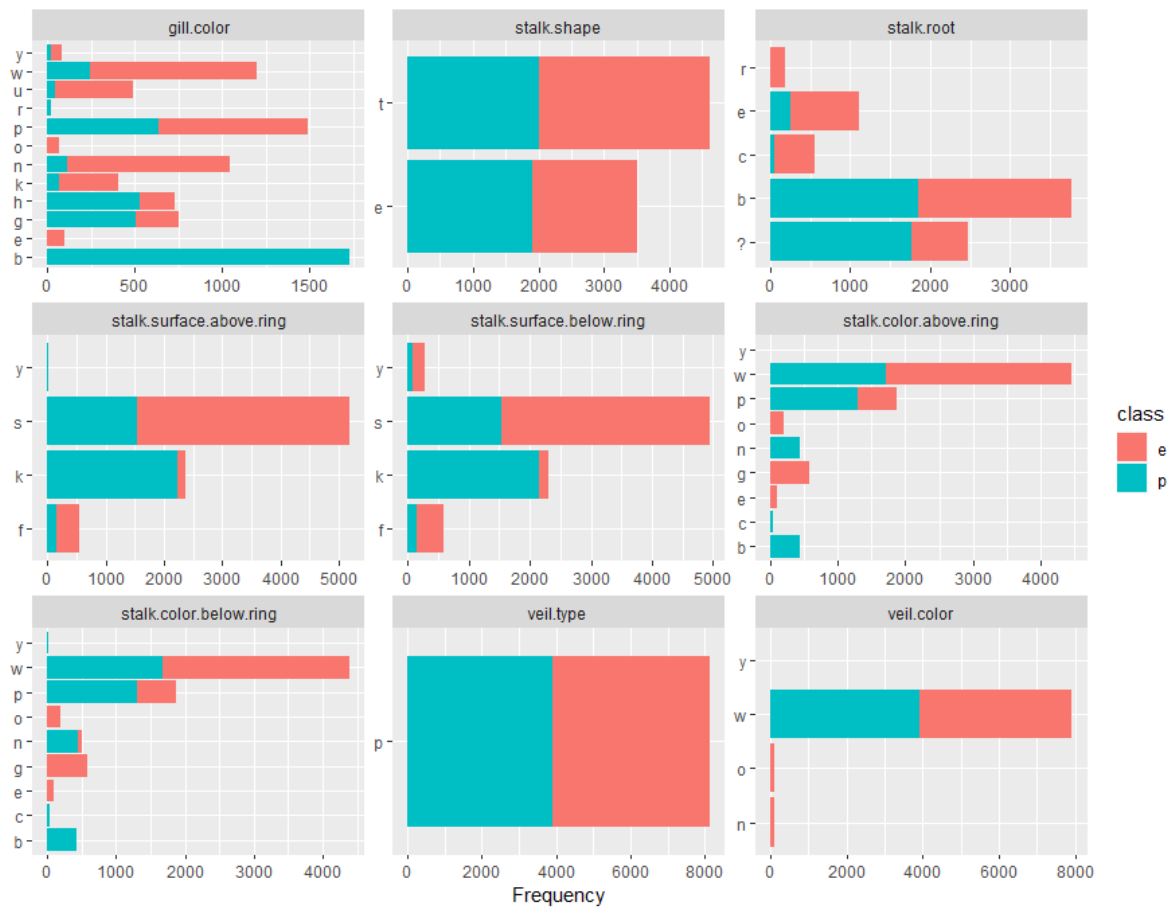 gill.color
y
w
u
r
p
o
n
k
h
g
e
b
0 500 1000 1500
stalk.shape
t
e
0 1000 2000 3000 4000
stalk.root
r
e
c
b
?
0 1000 2000 3000
stalk.surface.above.ring
y
s
k
f
0 1000 2000 3000 4000 5000
stalk.surface.below.ring
y
s
k
f
0 1000 2000 3000 4000 5000
stalk.color.above.ring
y
w
p
o
n
g
e
c
b
0 1000 2000 3000 4000
class
e
p
stalk.color.below.ring
y
w
p
o
n
g
e
c
b
0 1000 2000 3000 4000
veil.type
p
0 2000 4000 6000 8000
veil.color
y
w
o
n
0 2000 4000 6000 8000
Frequency